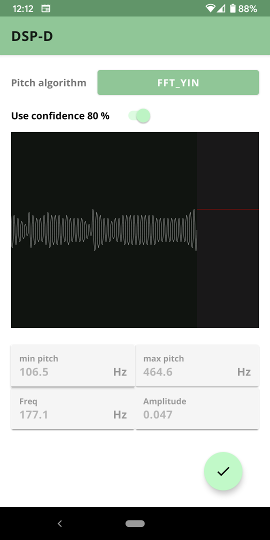 12:12 88%
DSP-D
Pitch algorithm FFT_YIN
Use confidence 80 %
min pitch max pitch
106.5 Hz 464.6 Hz
Freq Amplitude
177.1 Hz 0.047